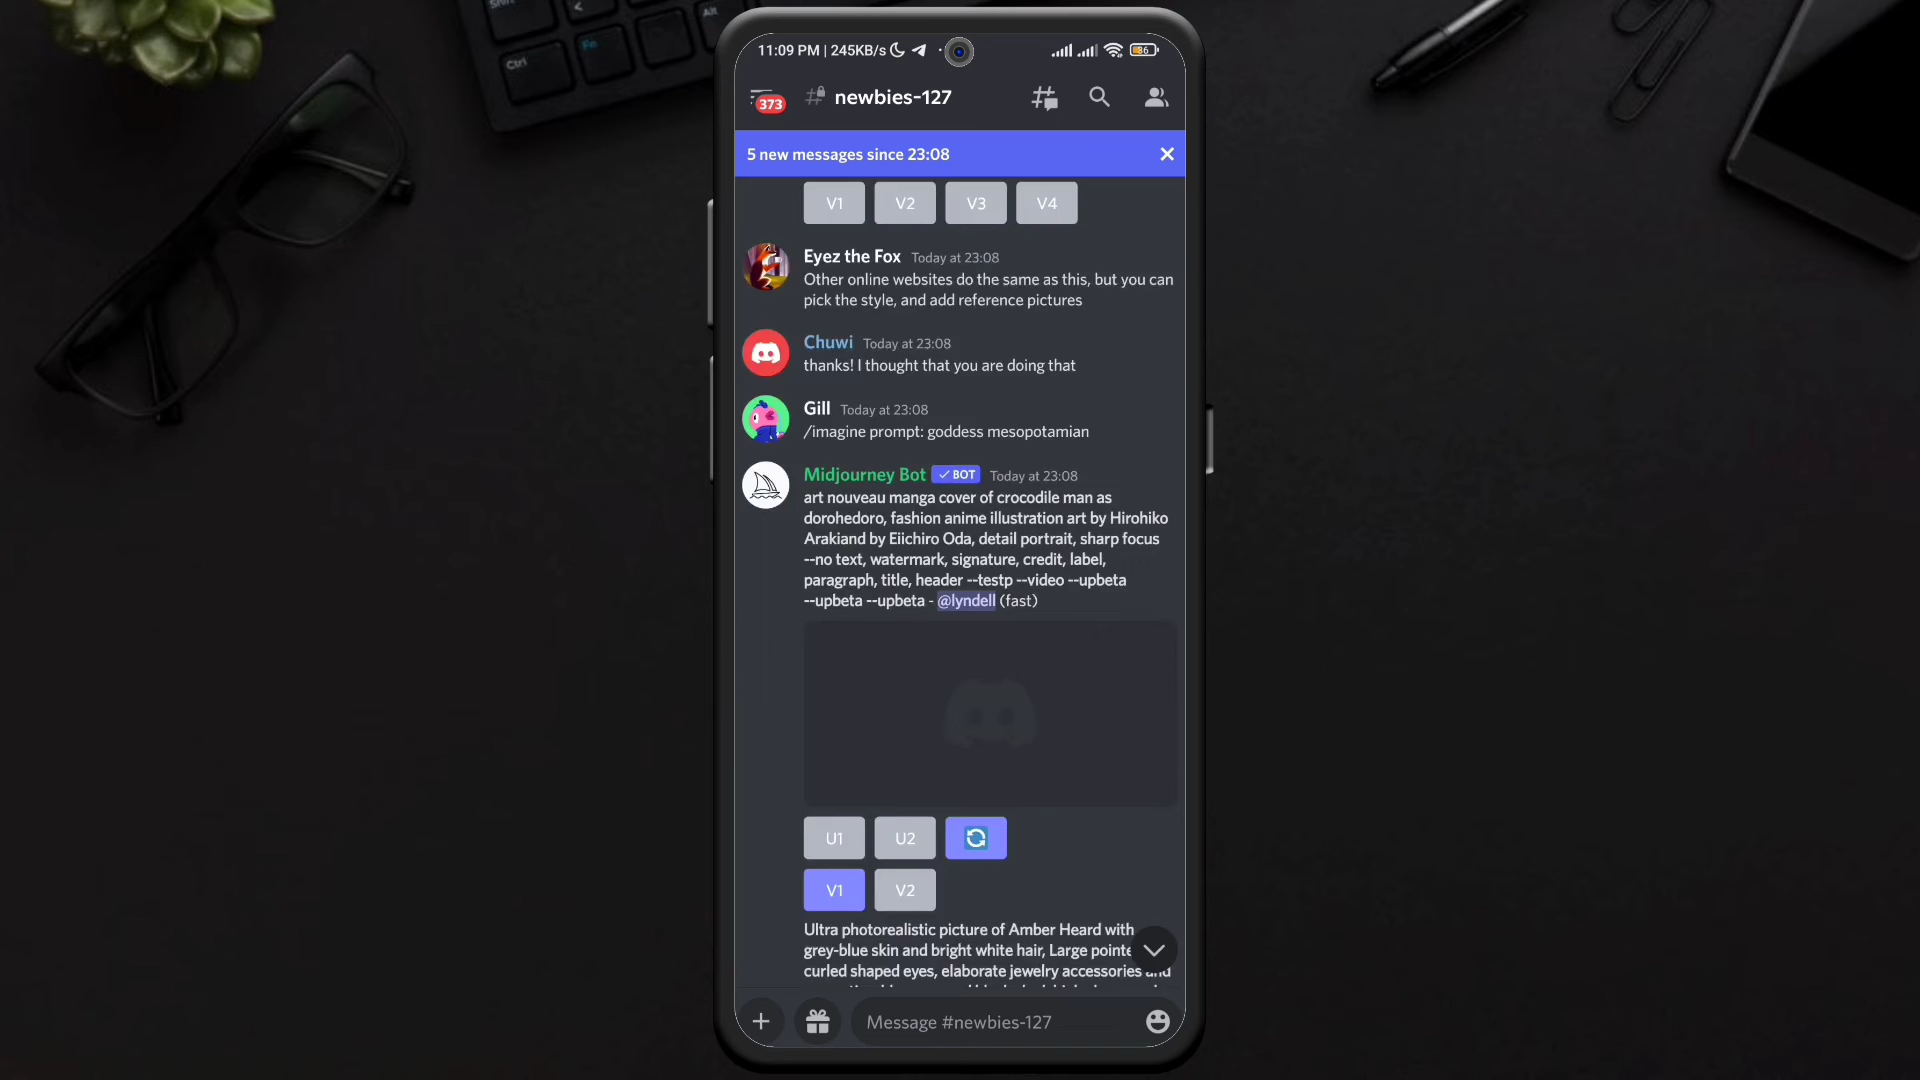 Shift
Alt
Ctrl
Fn
11:09 PM | 245KB/s
36
373
newbies-127
5 new messages since 23:08
V1 V2 V3 V4
Eyez the Fox Today at 23:08
Other online websites do the same as this, but you can
pick the style, and add reference pictures
Chuwi Today at 23:08
thanks! I thought that you are doing that
Gill Today at 23:08
/imagine prompt: goddess mesopotamian
Midjourney Bot ✓ BOT Today at 23:08
art nouveau manga cover of crocodile man as
dorohedoro, fashion anime illustration art by Hirohiko
Arakiand by Eiichiro Oda, detail portrait, sharp focus
--no text, watermark, signature, credit, label,
paragraph, title, header --testp --video --upbeta
--upbeta --upbeta - @lyndell (fast)
U1 U2
V1 V2
Ultra photorealistic picture of Amber Heard with
grey-blue skin and bright white hair, Large pointe
curled shaped eyes, elaborate jewelry accessories and
Message #newbies-127